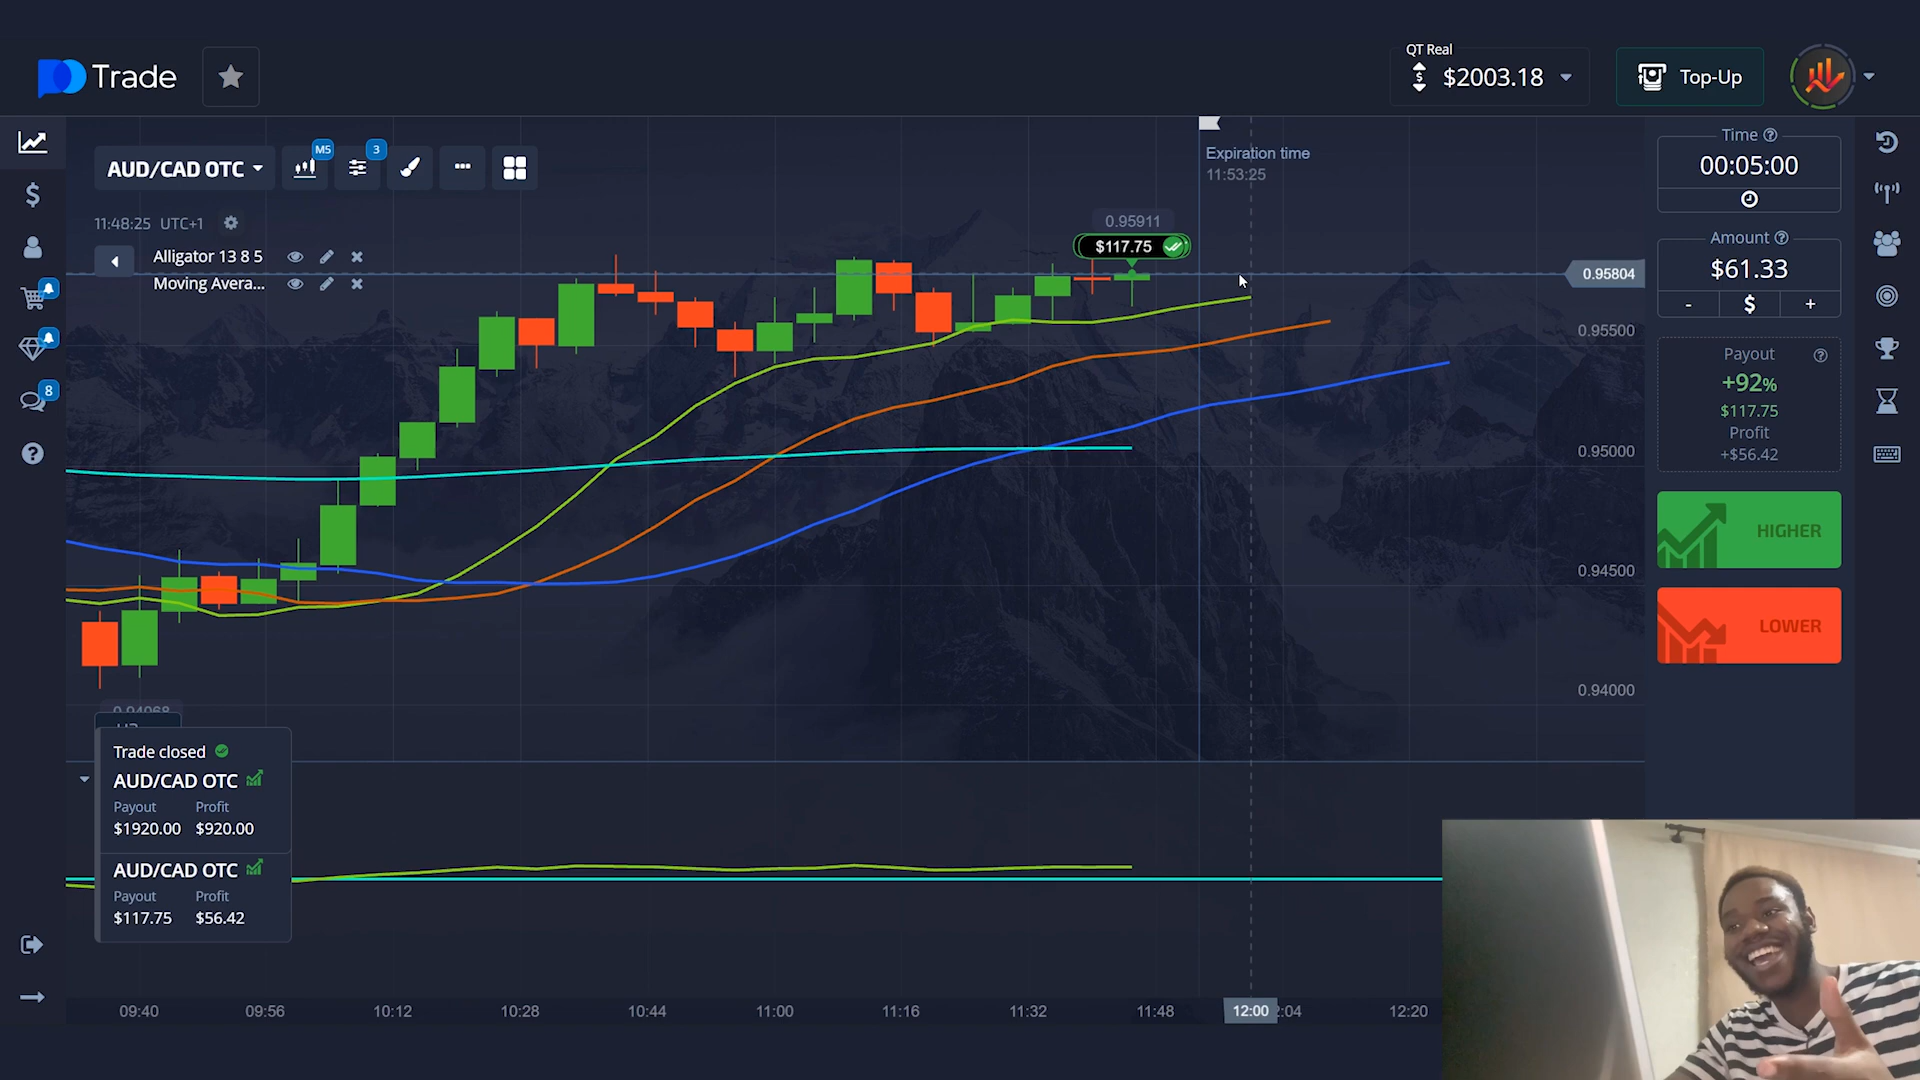 Trade
QT Real
$2003.18
Top-Up
AUD/CAD OTC
M5
3
11:48:25 UTC+1
Alligator 13 8 5
Moving Avera...
Expiration time
11:53:25
0.95911
$117.75
0.95804
0.95500
0.95000
0.94500
0.94000
Time
00:05:00
Amount
$61.33
- $ +
Payout
+92%
$117.75
Profit
+$56.42
HIGHER
LOWER
8
0.94068
Trade closed
AUD/CAD OTC
Payout Profit
$1920.00 $920.00
AUD/CAD OTC
Payout Profit
$117.75 $56.42
09:40 09:56 10:12 10:28 10:44 11:00 11:16 11:32 11:48 12:00 :04 12:20